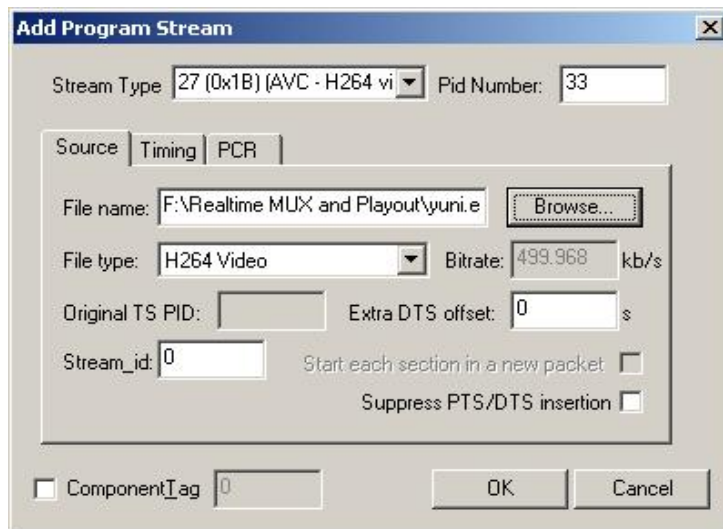 Add Program Stream
Stream Type 27 (0x1B) (AVC - H264 vi Pid Number: 33
Source Timing PCR
File name: F:\Realtime MUX and Playout\yuni.e Browse...
File type: H264 Video Bitrate: 499.968 kb/s
Original TS PID: Extra DTS offset: 0 s
Stream_id: 0 Start each section in a new packet
Suppress PTS/DTS insertion
ComponentTag 0 OK Cancel